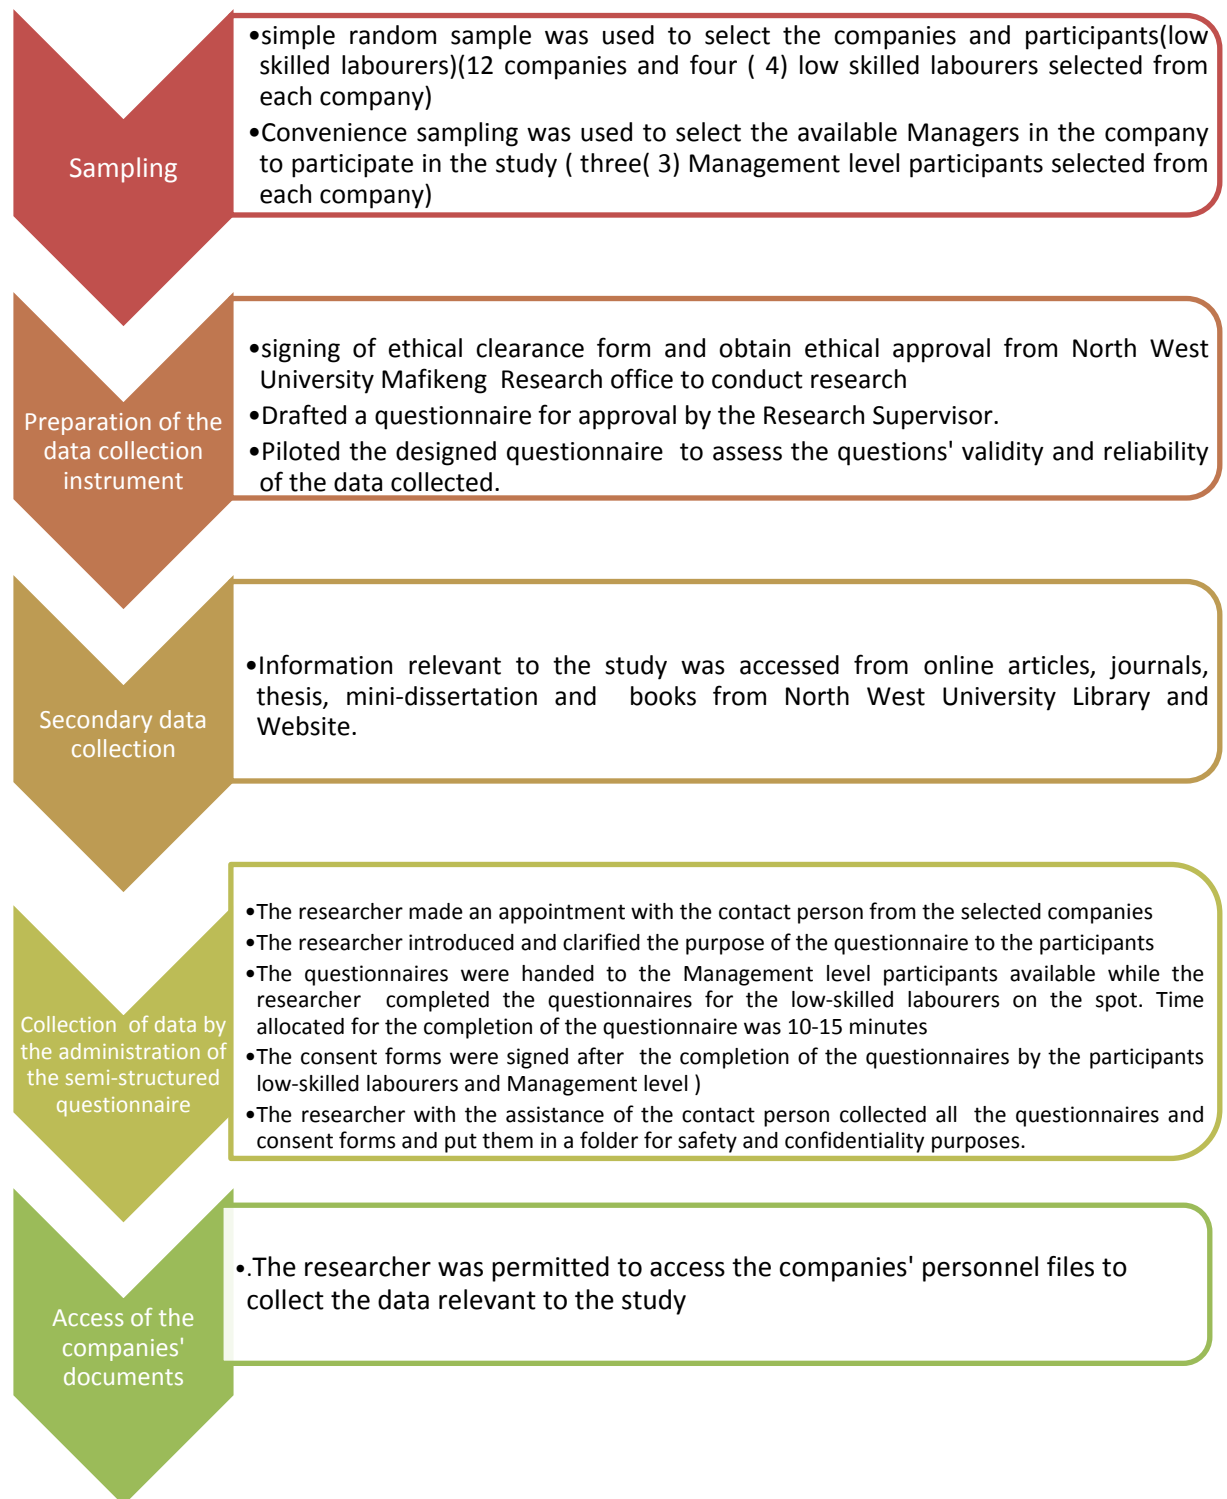 Sampling
•simple random sample was used to select the companies and participants(low
skilled labourers)(12 companies and four ( 4) low skilled labourers selected from
each company)
•Convenience sampling was used to select the available Managers in the company
to participate in the study ( three( 3) Management level participants selected from
each company)
Preparation of the
data collection
instrument
•signing of ethical clearance form and obtain ethical approval from North West
University Mafikeng Research office to conduct research
•Drafted a questionnaire for approval by the Research Supervisor.
•Piloted the designed questionnaire to assess the questions' validity and reliability
of the data collected.
Secondary data
collection
•Information relevant to the study was accessed from online articles, journals,
thesis, mini-dissertation and books from North West University Library and
Website.
Collection of data by
the administration of
the semi-structured
questionnaire
•The researcher made an appointment with the contact person from the selected companies
•The researcher introduced and clarified the purpose of the questionnaire to the participants
•The questionnaires were handed to the Management level participants available while the
researcher completed the questionnaires for the low-skilled labourers on the spot. Time
allocated for the completion of the questionnaire was 10-15 minutes
•The consent forms were signed after the completion of the questionnaires by the participants
low-skilled labourers and Management level )
•The researcher with the assistance of the contact person collected all the questionnaires and
consent forms and put them in a folder for safety and confidentiality purposes.
Access of the
companies'
documents
•.The researcher was permitted to access the companies' personnel files to
collect the data relevant to the study